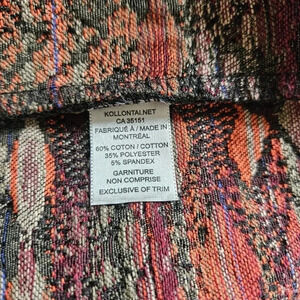 KOLLONTAI.NET
CA 35151
FABRIQUÉ À / MADE IN
MONTRÉAL
60% COTON / COTTON
35% POLYESTER
5% SPANDEX
GARNITURE
NON COMPRISE
EXCLUSIVE OF TRIM